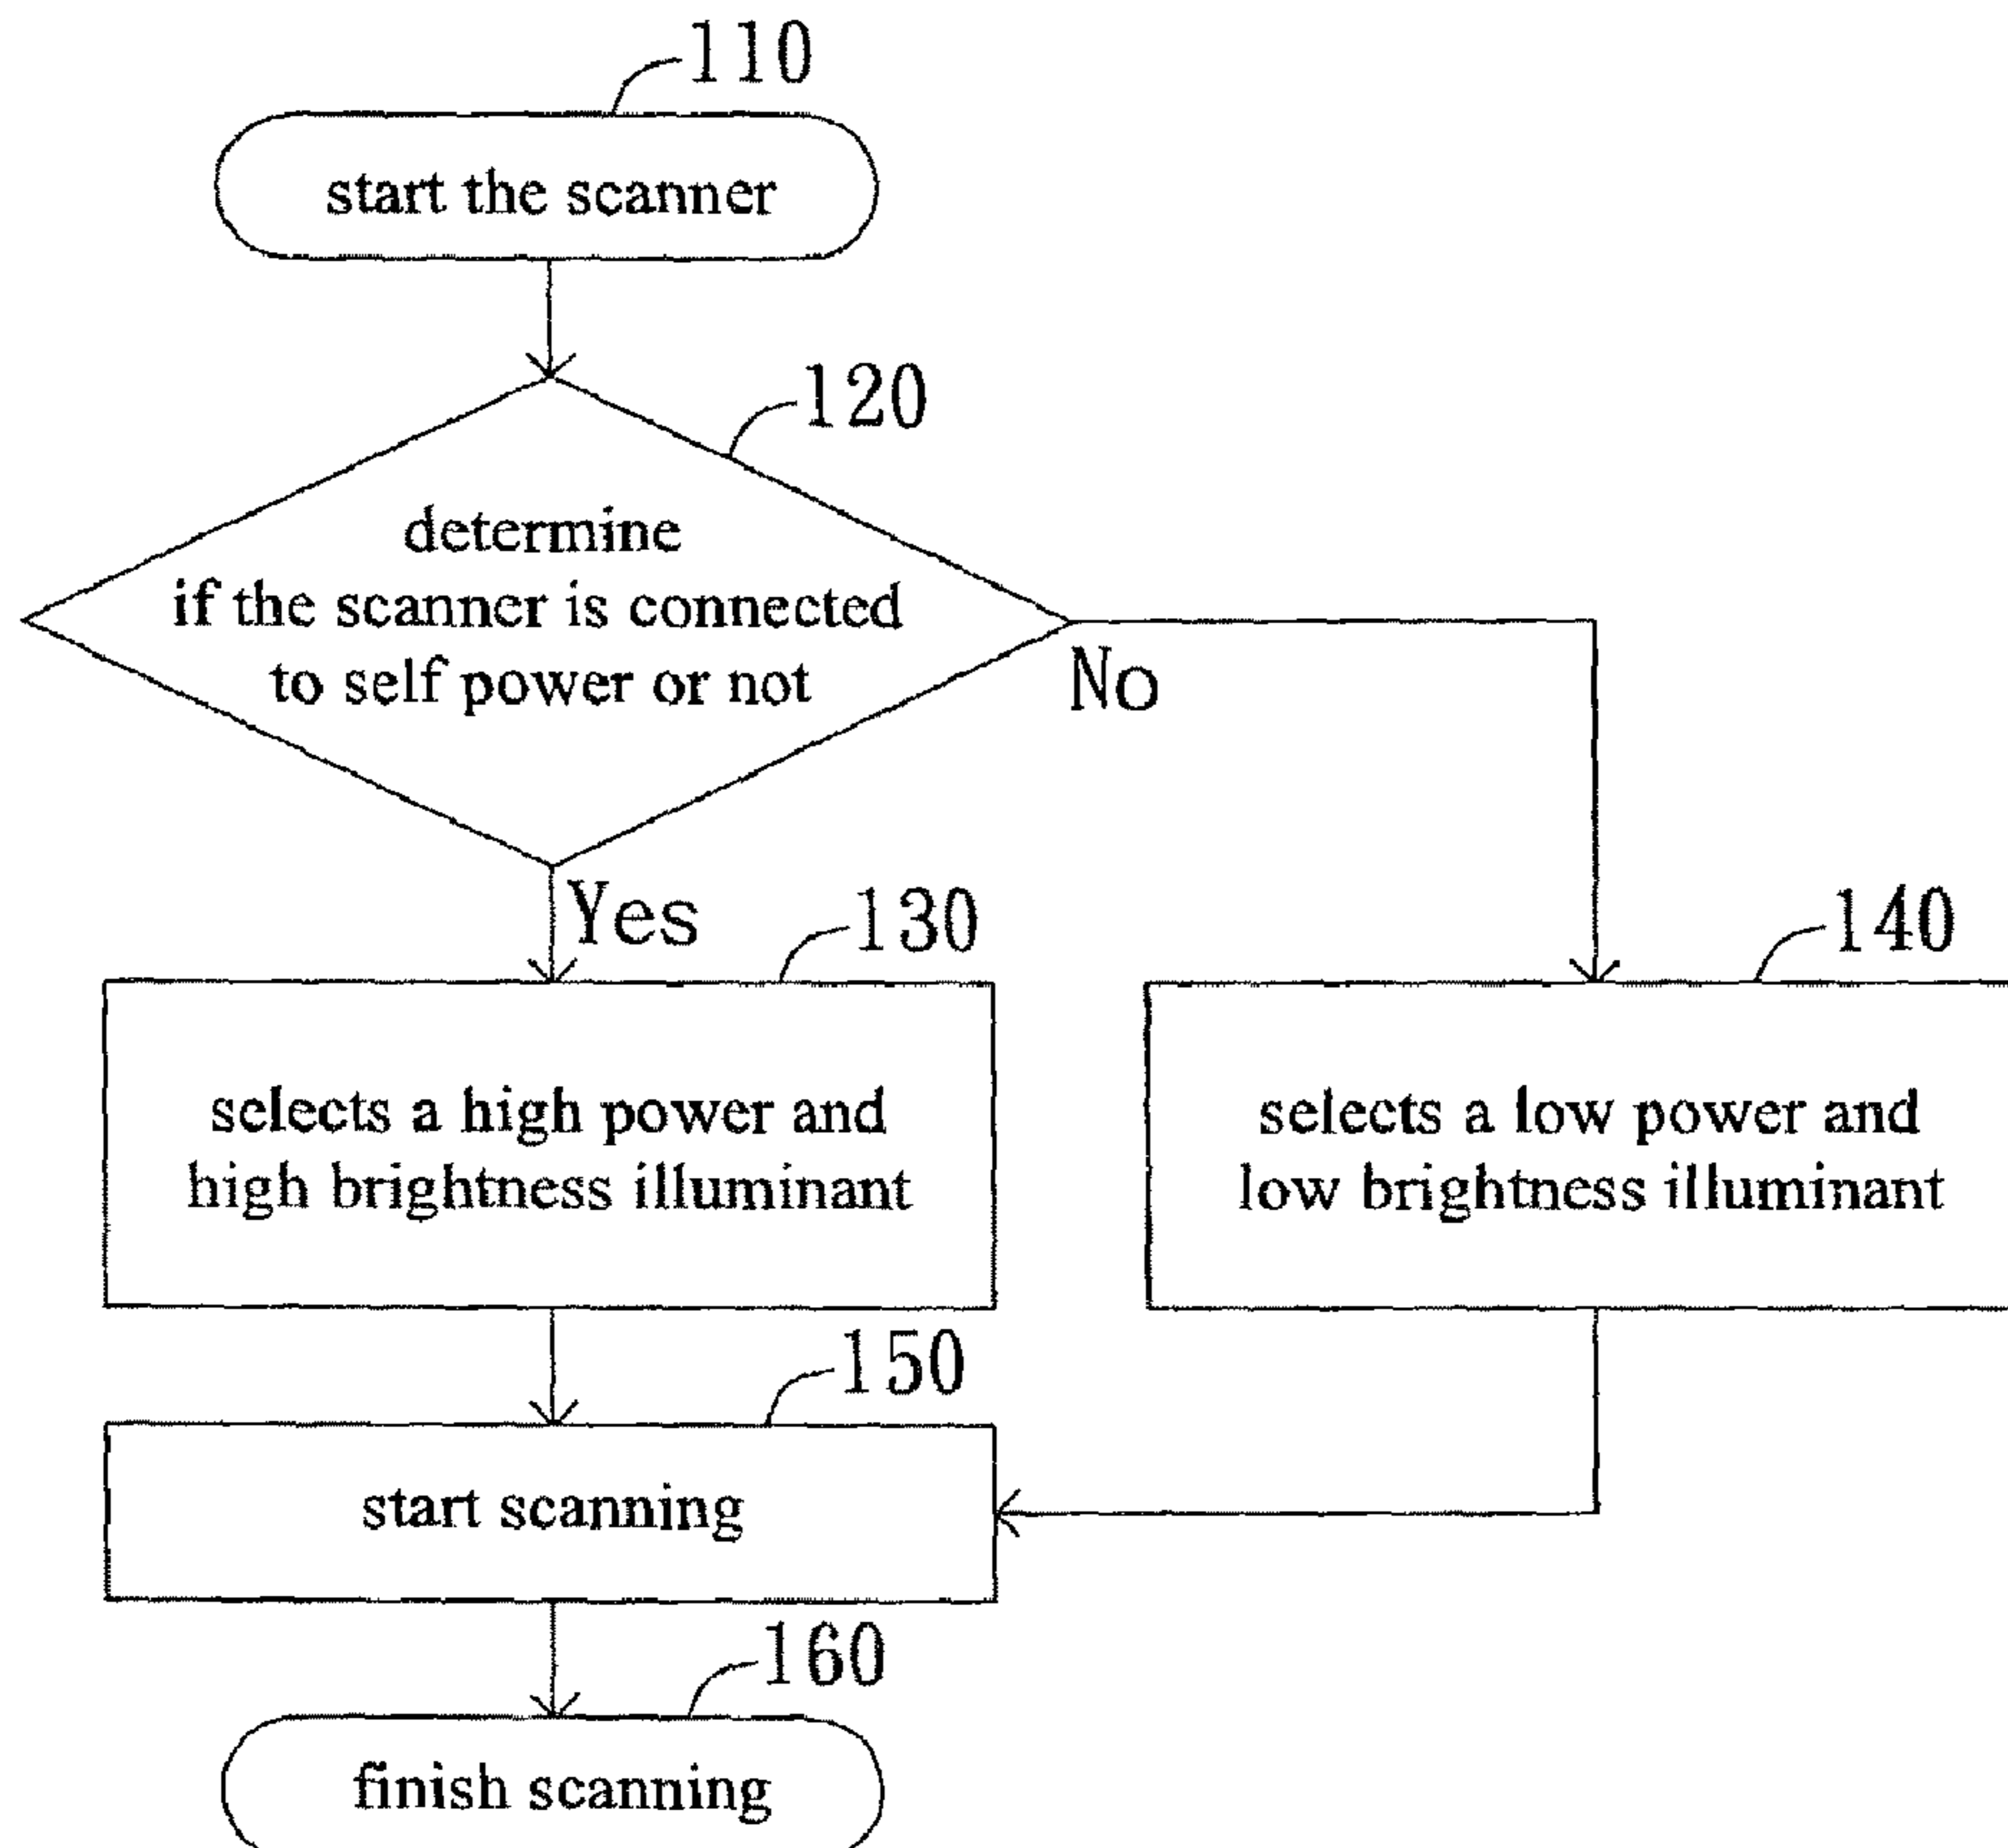 110
start the scanner
120
determine
if the scanner is connected
to self power or not
No
Yes
130
selects a high power and
high brightness illuminant
140
selects a low power and
low brightness illuminant
150
start scanning
160
finish scanning